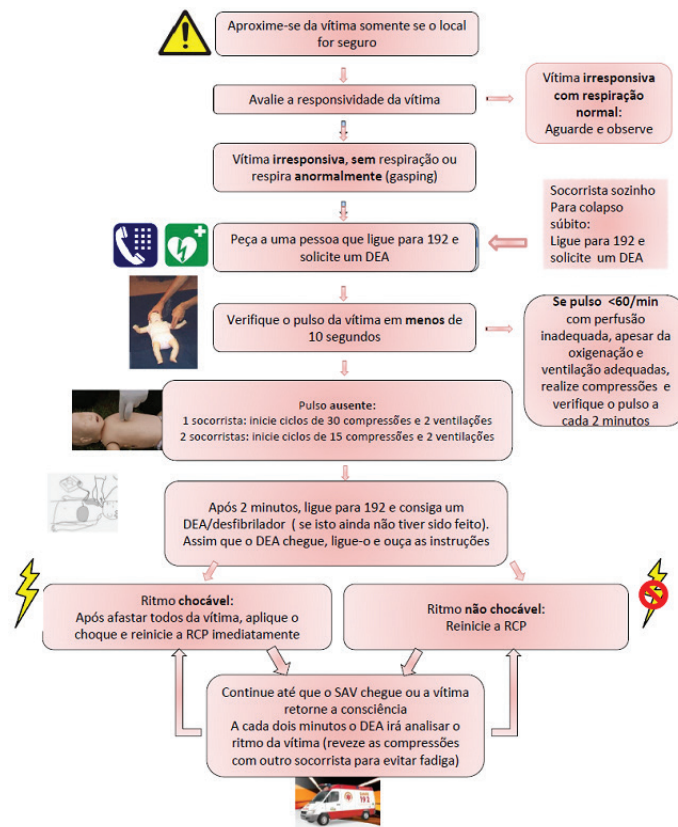 Aproxime-se da vítima somente se o local
for seguro
Avalie a responsividade da vítima
Vítima irresponsiva
com respiração
normal:
Aguarde e observe
Vítima irresponsiva, sem respiração ou
respira anormalmente (gasping)
Socorrista sozinho
Para colapso
súbito:
Ligue para 192 e
solicite um DEA
Peça a uma pessoa que ligue para 192 e
solicite um DEA
Verifique o pulso da vítima em menos de
10 segundos
Se pulso <60/min
com perfusão
inadequada, apesar da
oxigenação e
ventilação adequadas,
realize compressões e
verifique o pulso a
cada 2 minutos
Pulso ausente:
1 socorrista: inicie ciclos de 30 compressões e 2 ventilações
2 socorristas: inicie ciclos de 15 compressões e 2 ventilações
Após 2 minutos, ligue para 192 e consiga um
DEA/desfibrilador ( se isto ainda não tiver sido feito).
Assim que o DEA chegue, ligue-o e ouça as instruções
Ritmo chocável:
Após afastar todos da vítima, aplique o
choque e reinicie a RCP imediatamente
Ritmo não chocável:
Reinicie a RCP
Continue até que o SAV chegue ou a vítima
retorne a consciência
A cada dois minutos o DEA irá analisar o
ritmo da vítima (reveze as compressões
com outro socorrista para evitar fadiga)